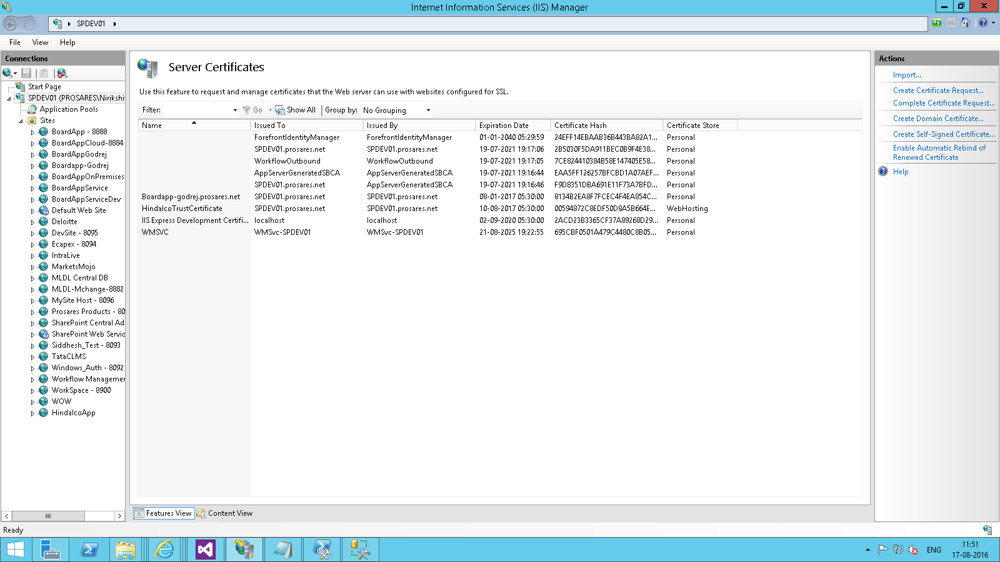 Internet Information Services (IIS) Manager
SPDEV01
File View Help
Connections
Start Page
SPDEV01 (PROSARES\Nirikshi
Application Pools
Sites
BoardApp - 8888
BoardAppCloud-8884
BoardAppGodrej
Boardapp-Godrej
BoardAppOnPremises
BoardAppService
BoardAppServiceDev
Default Web Site
Deloitte
DevSite - 8095
Ecapex - 8094
IntraLive
MarketsMojo
MLDL Central DB
MLDL-Mchange-8882
MySite Host - 8096
Prosares Products - 80
SharePoint Central Ad
SharePoint Web Servic
Siddhesh_Test - 8093
TataCLMS
Windows_Auth - 8092
Workflow Managemer
WorkSpace - 8900
WOW
HindalcoApp
Server Certificates
Use this feature to request and manage certificates that the Web server can use with websites configured for SSL.
Filter: Go Show All Group by: No Grouping
Name Issued To Issued By Expiration Date Certificate Hash Certificate Store
ForefrontIdentityManager ForefrontIdentityManager 01-01-2040 05:29:59 24EFF14EBAAB36B443BA82A1... Personal
SPDEV01.prosares.net SPDEV01.prosares.net 19-07-2021 19:17:06 2B5030F5DA911BEC0B9F4E38... Personal
WorkflowOutbound WorkflowOutbound 19-07-2021 19:17:05 7CE824410384B58E147405E58... Personal
AppServerGeneratedSBCA AppServerGeneratedSBCA 19-07-2021 19:16:44 EAA5FF126257BFCBD1A07AEF... Personal
SPDEV01.prosares.net AppServerGeneratedSBCA 19-07-2021 19:16:46 F9D8351DBA691E11F73A7BFD... Personal
Boardapp-godrej.prosares.net SPDEV01.prosares.net SPDEV01.prosares.net 08-01-2017 05:30:00 8134B2EA8F7FCEC4F4EA854C... Personal
HindalcoTrustCertificate SPDEV01.prosares.net SPDEV01.prosares.net 10-08-2017 05:30:00 00594872C8EDF50D8A5B664E... WebHosting
IIS Express Development Certifi... localhost localhost 02-09-2020 05:30:00 2ACD23B3365CF37A89268D29... Personal
WMSVC WMSvc-SPDEV01 WMSvc-SPDEV01 21-08-2025 19:22:55 695CBF0501A479C4480C8B05... Personal
Features View Content View
Actions
Import...
Create Certificate Request...
Complete Certificate Request...
Create Domain Certificate...
Create Self-Signed Certificate...
Enable Automatic Rebind of
Renewed Certificate
Help
Ready
ENG
11:51
17-08-2016